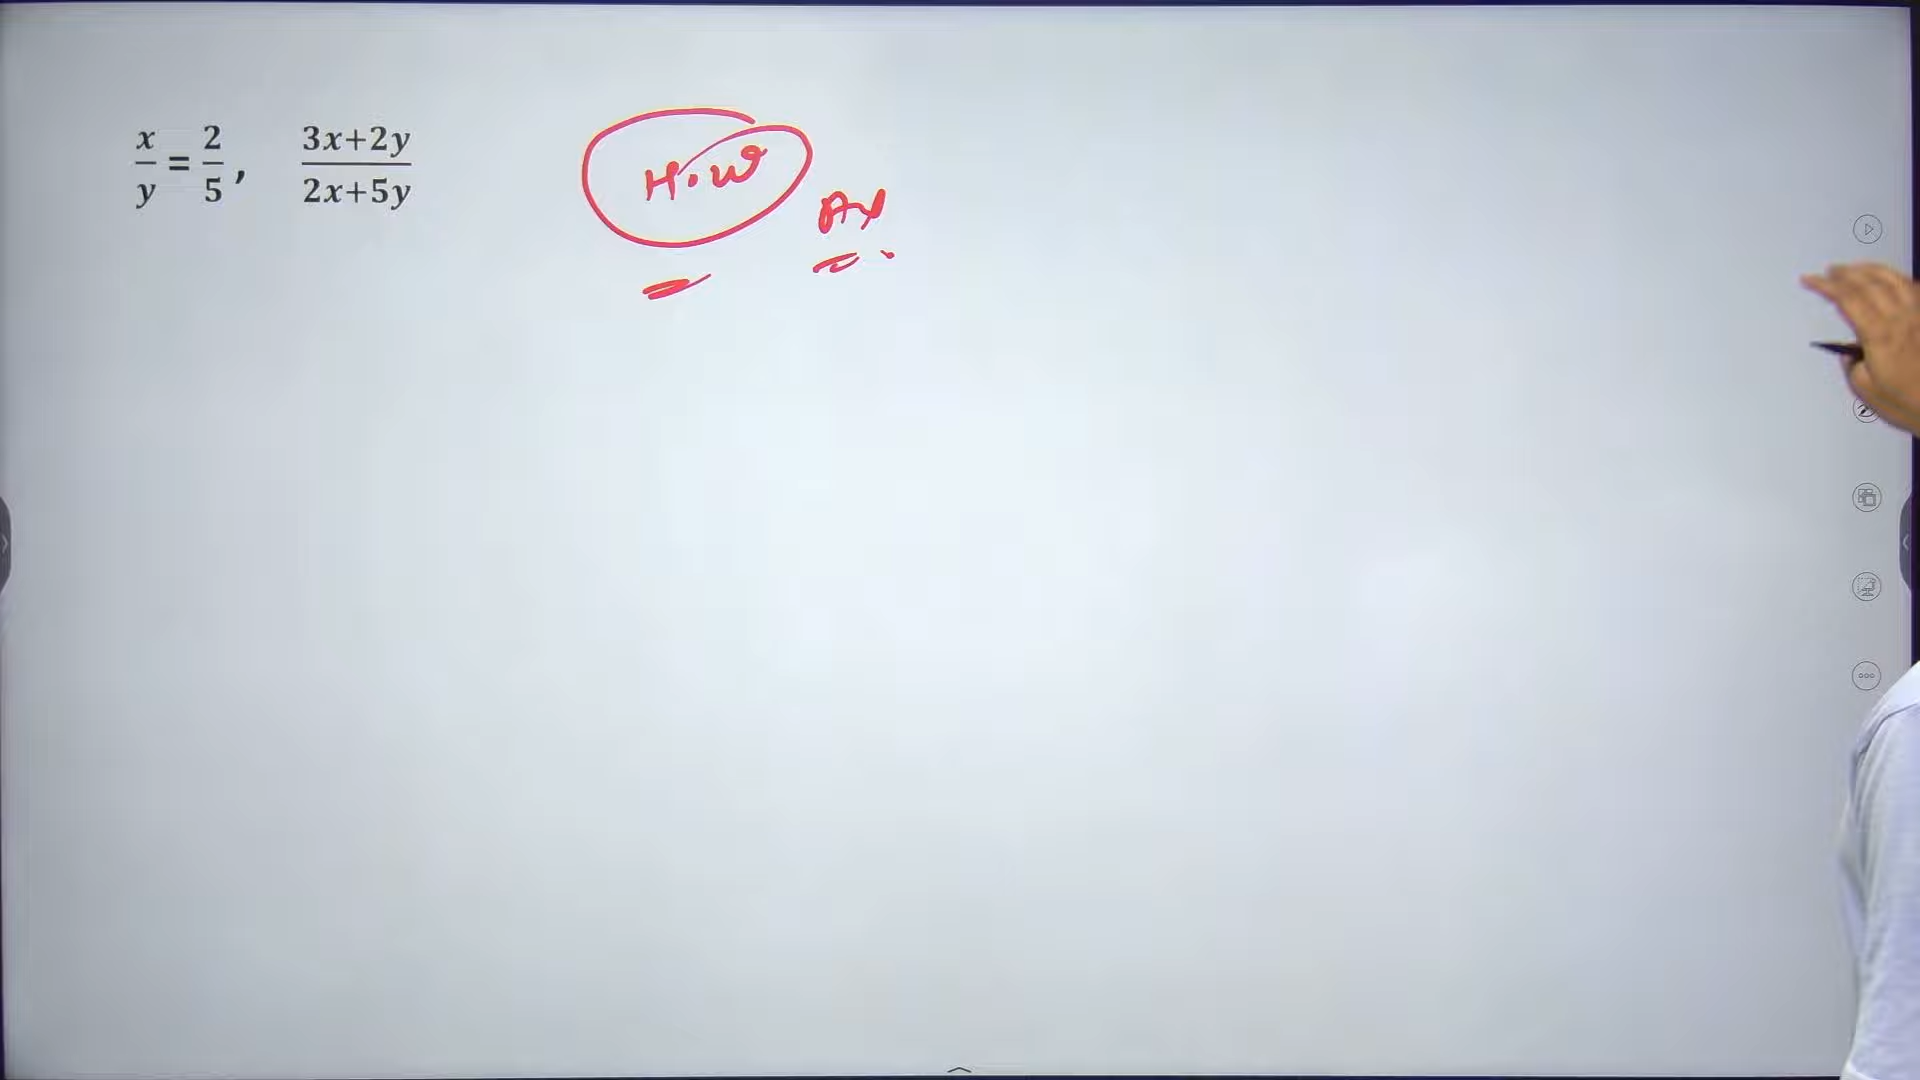 x/y = 2/5, (3x+2y)/(2x+5y)
H.W